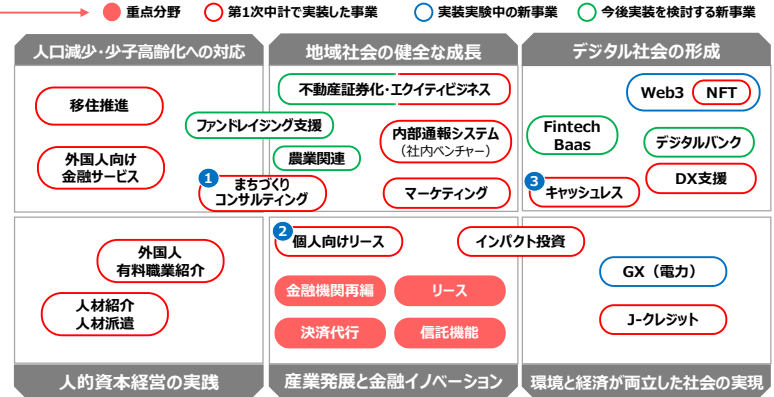 重点分野
第1次中計で実装した事業
実装実験中の新事業
今後実装を検討する新事業
人口減少・少子高齢化への対応
地域社会の健全な成長
デジタル社会の形成
移住推進
外国人向け
金融サービス
ファンドレイジング支援
1
まちづくり
コンサルティング
不動産証券化・エクイティビジネス
農業関連
内部通報システム
（社内ベンチャー）
マーケティング
Web3
NFT
Fintech
Baas
デジタルバンク
DX支援
3
キャッシュレス
外国人
有料職業紹介
人材紹介
人材派遣
2
個人向けリース
インパクト投資
金融機関再編
リース
決済代行
信託機能
GX（電力）
J-クレジット
人的資本経営の実践
産業発展と金融イノベーション
環境と経済が両立した社会の実現